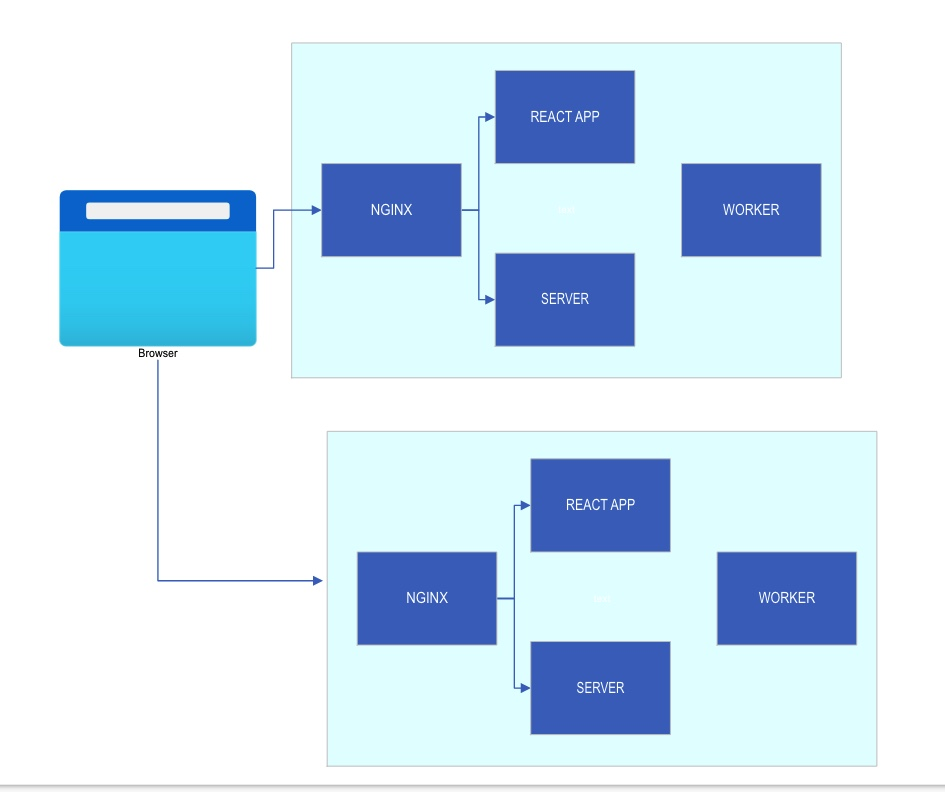 REACT APP
NGINX
WORKER
SERVER
Browser
REACT APP
NGINX
WORKER
SERVER